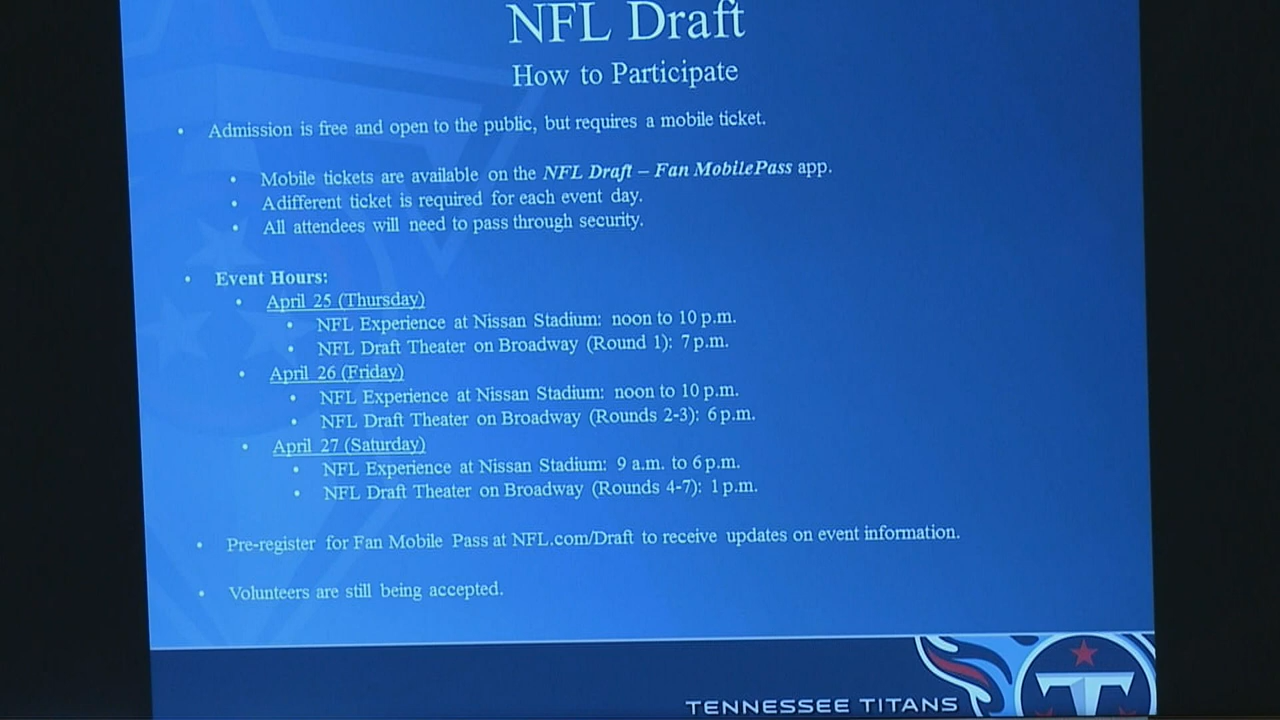 NFL Draft
How to Participate
• Admission is free and open to the public, but requires a mobile ticket.
• Mobile tickets are available on the NFL Draft – Fan MobilePass app.
• A different ticket is required for each event day.
• All attendees will need to pass through security.
• Event Hours:
• April 25 (Thursday)
• NFL Experience at Nissan Stadium: noon to 10 p.m.
• NFL Draft Theater on Broadway (Round 1): 7 p.m.
• April 26 (Friday)
• NFL Experience at Nissan Stadium: noon to 10 p.m.
• NFL Draft Theater on Broadway (Rounds 2-3): 6 p.m.
• April 27 (Saturday)
• NFL Experience at Nissan Stadium: 9 a.m. to 6 p.m.
• NFL Draft Theater on Broadway (Rounds 4-7): 1 p.m.
• Pre-register for Fan Mobile Pass at NFL.com/Draft to receive updates on event information.
• Volunteers are still being accepted.
TENNESSEE TITANS
T